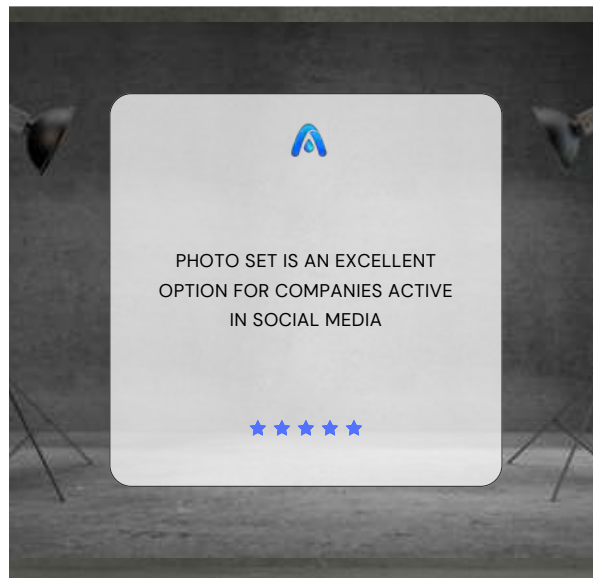 PHOTO SET IS AN EXCELLENT
OPTION FOR COMPANIES ACTIVE
IN SOCIAL MEDIA